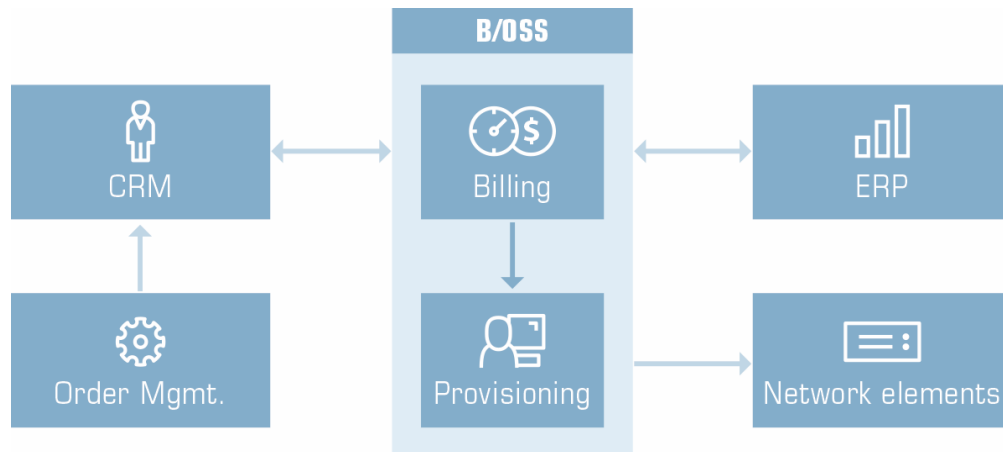 B/OSS
CRM
$
Billing
ERP
Order Mgmt.
Provisioning
Network elements